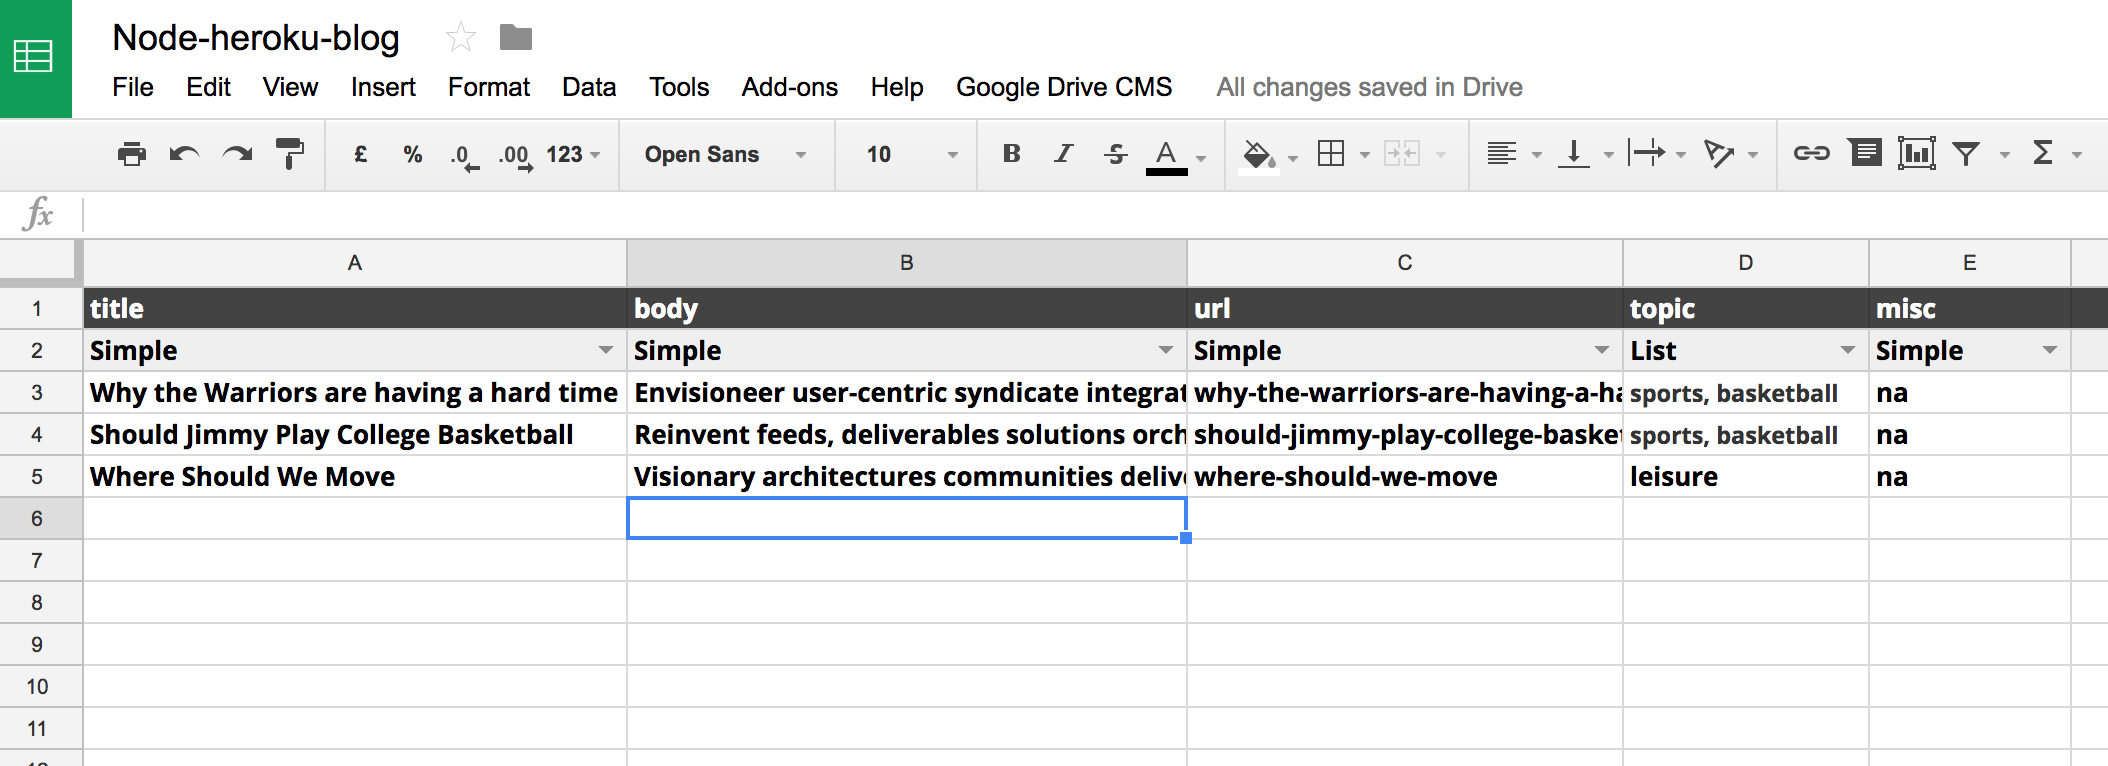 Node-heroku-blog
File Edit View Insert Format Data Tools Add-ons Help Google Drive CMS All changes saved in Drive
£ % .0 .00 123 Open Sans 10 B I S A Σ
fx
A B C D E
1 title body url topic misc
2 Simple Simple Simple List Simple
3 Why the Warriors are having a hard time Envisioneer user-centric syndicate integrat why-the-warriors-are-having-a-ha sports, basketball na
4 Should Jimmy Play College Basketball Reinvent feeds, deliverables solutions orch should-jimmy-play-college-basket sports, basketball na
5 Where Should We Move Visionary architectures communities delive where-should-we-move leisure na
6
7
8
9
10
11